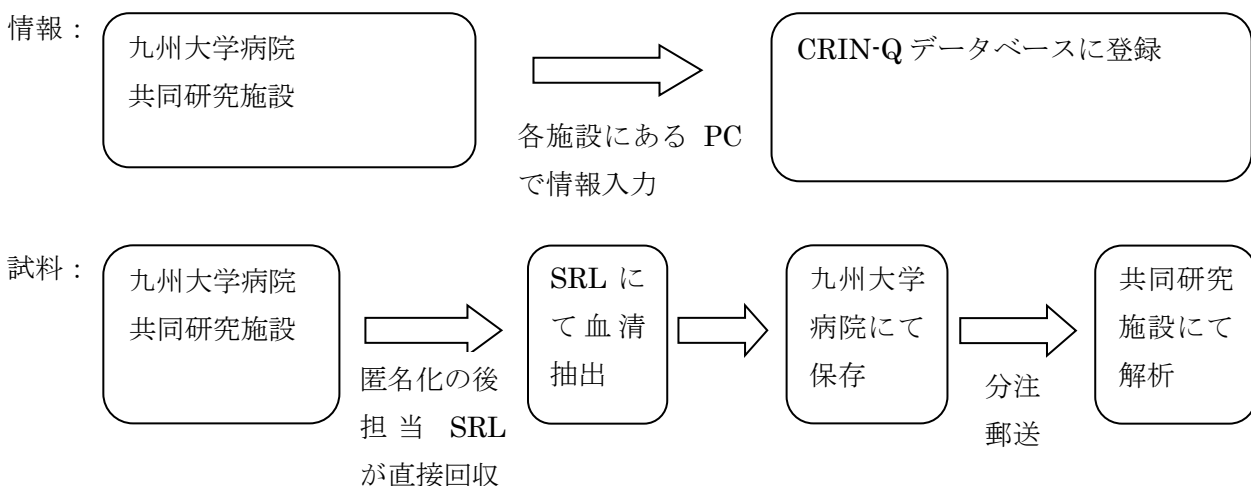 情報：
九州大学病院
共同研究施設
各施設にある PC
で情報入力
CRIN-Q データベースに登録
試料：
九州大学病院
共同研究施設
匿名化の後
担当 SRL
が直接回収
SRL に
て血清
抽出
九州大学
病院にて
保存
分注
郵送
共同研究
施設にて
解析